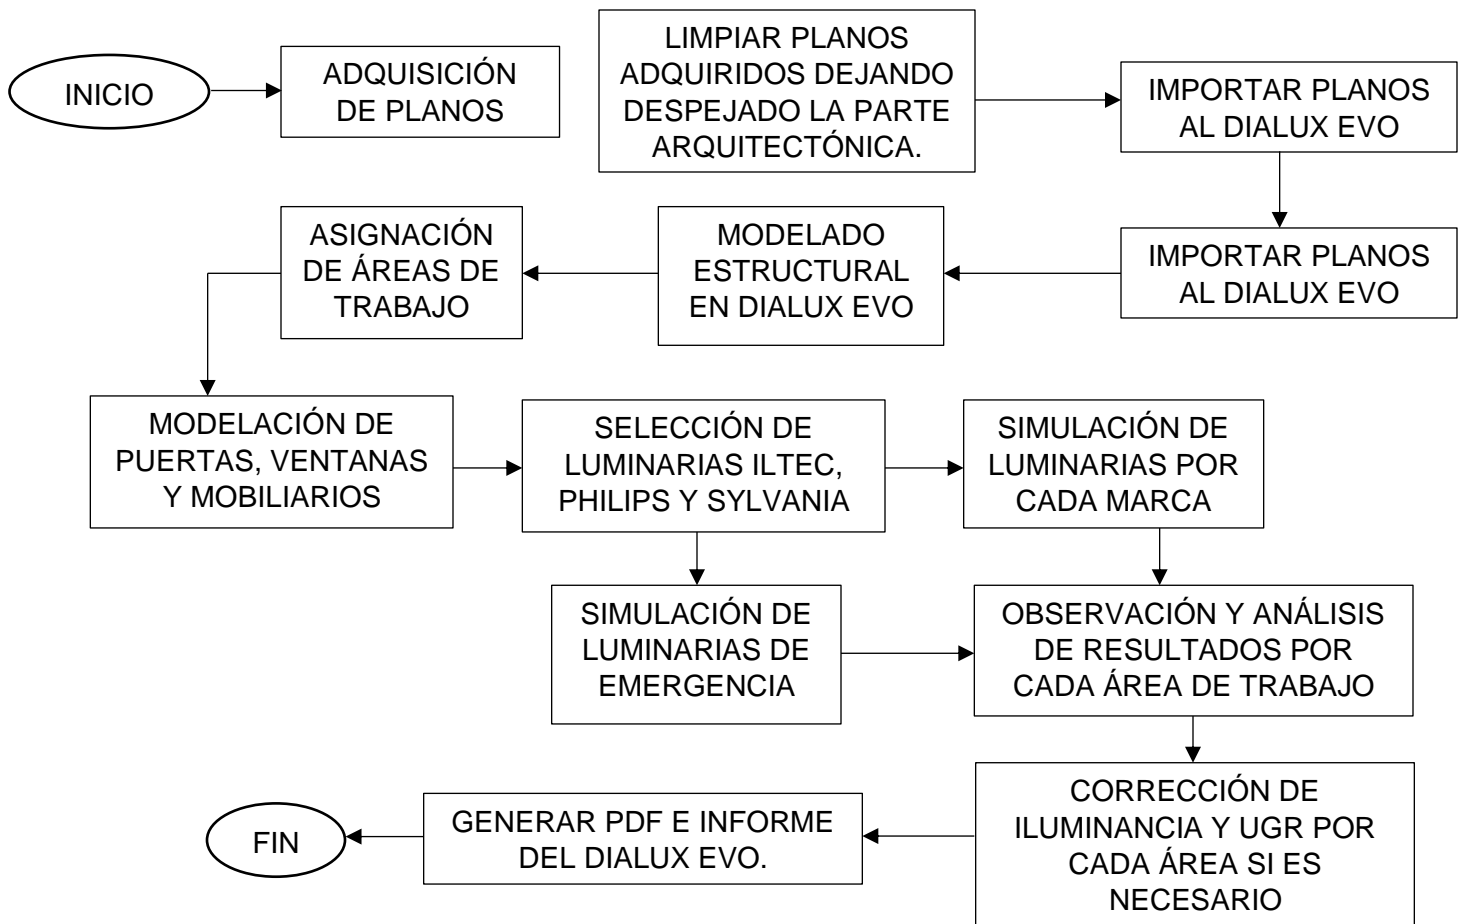 INICIO
ADQUISICIÓN
DE PLANOS
LIMPIAR PLANOS
ADQUIRIDOS DEJANDO
DESPEJADO LA PARTE
ARQUITECTÓNICA.
IMPORTAR PLANOS
AL DIALUX EVO
IMPORTAR PLANOS
AL DIALUX EVO
MODELADO
ESTRUCTURAL
EN DIALUX EVO
ASIGNACIÓN
DE ÁREAS DE
TRABAJO
MODELACIÓN DE
PUERTAS, VENTANAS
Y MOBILIARIOS
SELECCIÓN DE
LUMINARIAS ILTEC,
PHILIPS Y SYLVANIA
SIMULACIÓN DE
LUMINARIAS POR
CADA MARCA
SIMULACIÓN DE
LUMINARIAS DE
EMERGENCIA
OBSERVACIÓN Y ANÁLISIS
DE RESULTADOS POR
CADA ÁREA DE TRABAJO
CORRECCIÓN DE
ILUMINANCIA Y UGR POR
CADA ÁREA SI ES
NECESARIO
GENERAR PDF E INFORME
DEL DIALUX EVO.
FIN